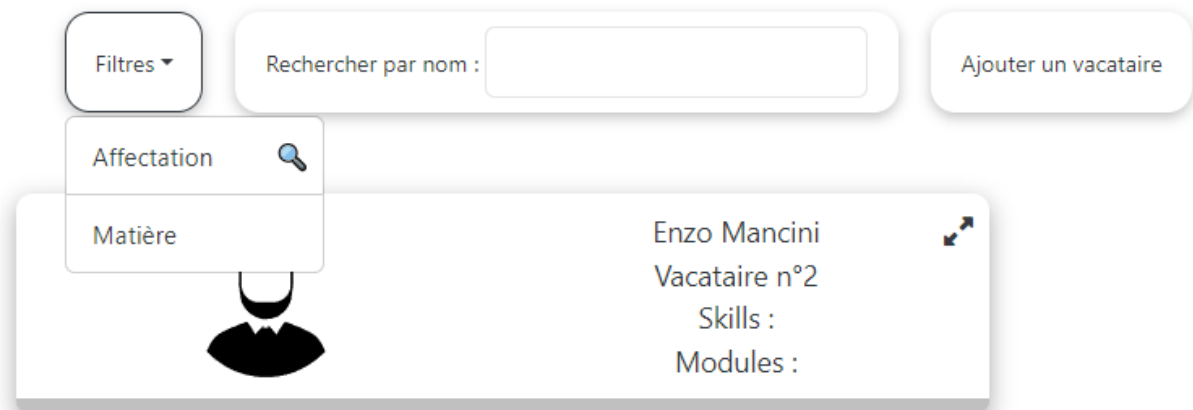 Filtres
Rechercher par nom :
Ajouter un vacataire
Affectation
Matière
Enzo Mancini
Vacataire n°2
Skills :
Modules :